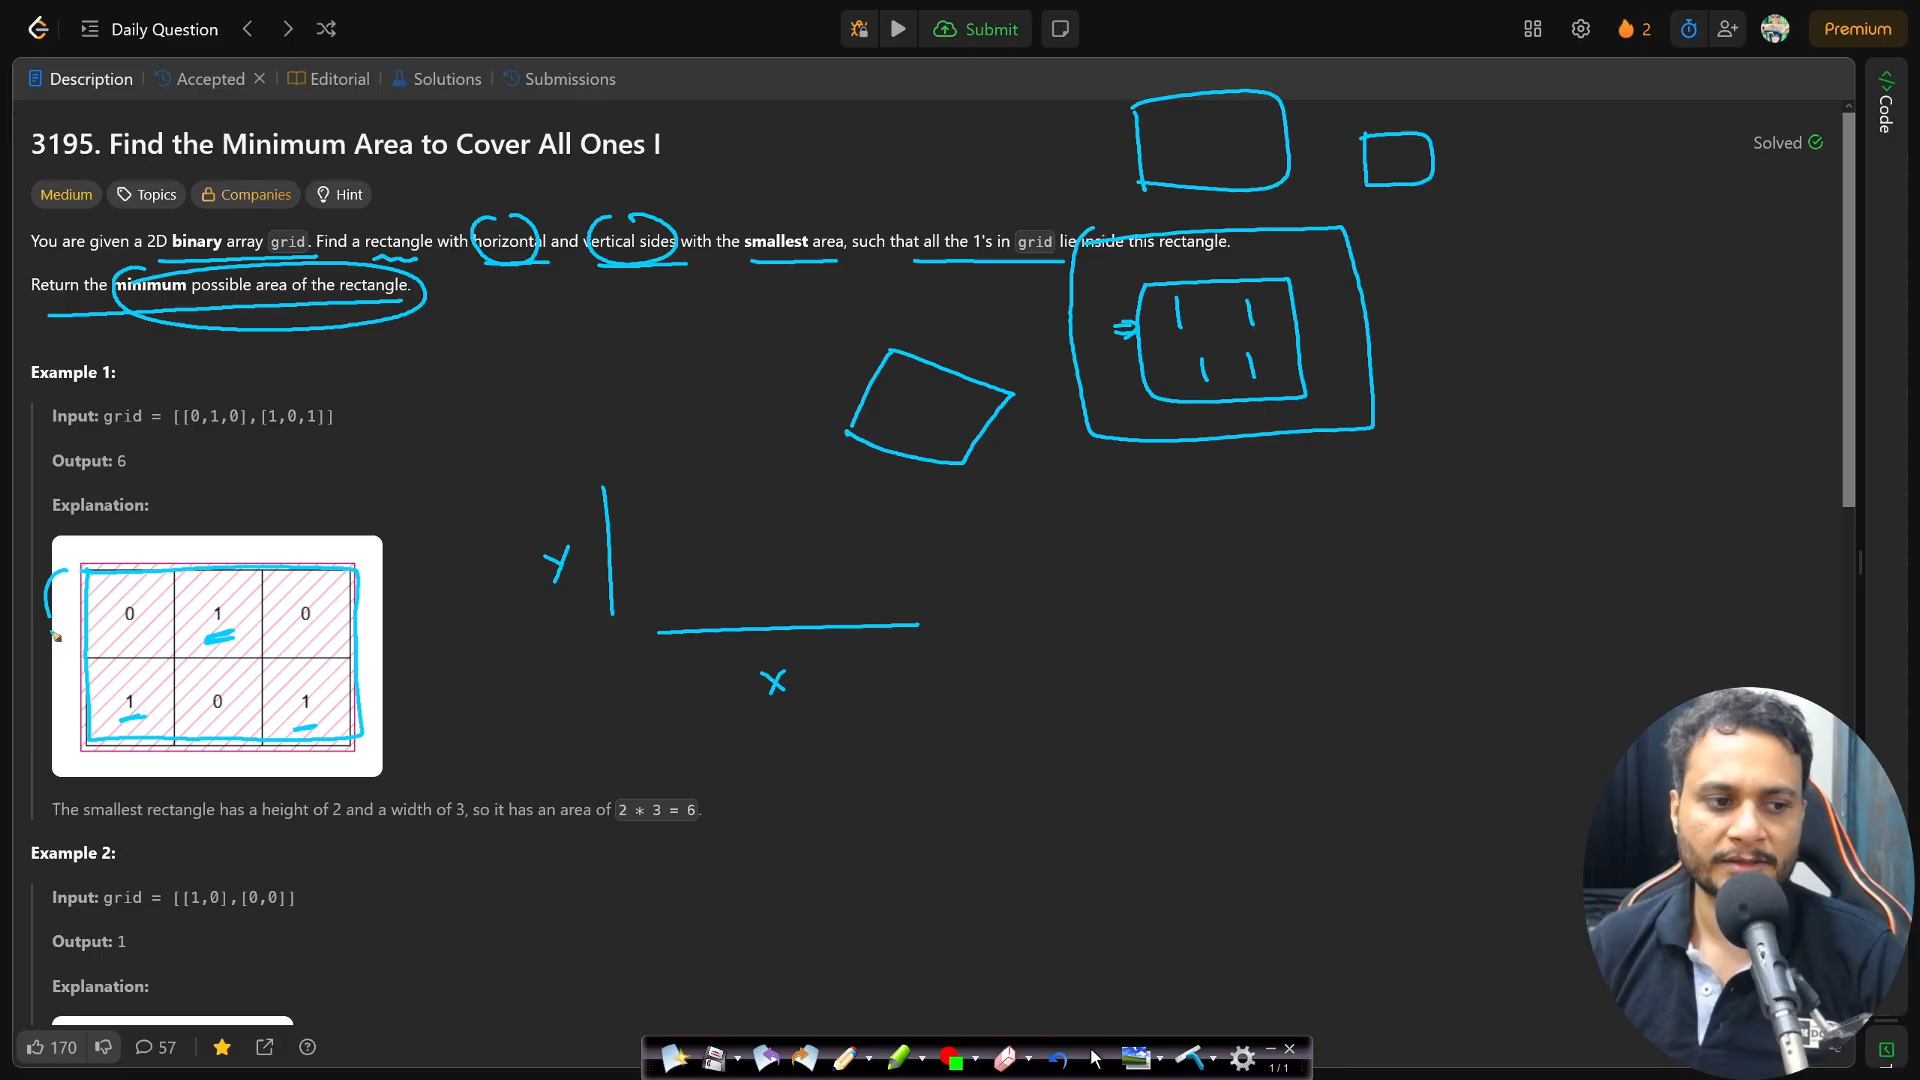 Daily Question
Submit
2
Premium
Description
Accepted
Editorial
Solutions
Submissions
Code
3195. Find the Minimum Area to Cover All Ones I
Solved
Medium
Topics
Companies
Hint
You are given a 2D binary array grid. Find a rectangle with horizontal and vertical sides with the smallest area, such that all the 1's in grid lie inside this rectangle.
Return the minimum possible area of the rectangle.
Example 1:
Input: grid = [[0,1,0],[1,0,1]]
Output: 6
Explanation:
0 1 0
1 0 1
Y
X
The smallest rectangle has a height of 2 and a width of 3, so it has an area of 2 * 3 = 6.
Example 2:
Input: grid = [[1,0],[0,0]]
Output: 1
Explanation:
170
57
1/1